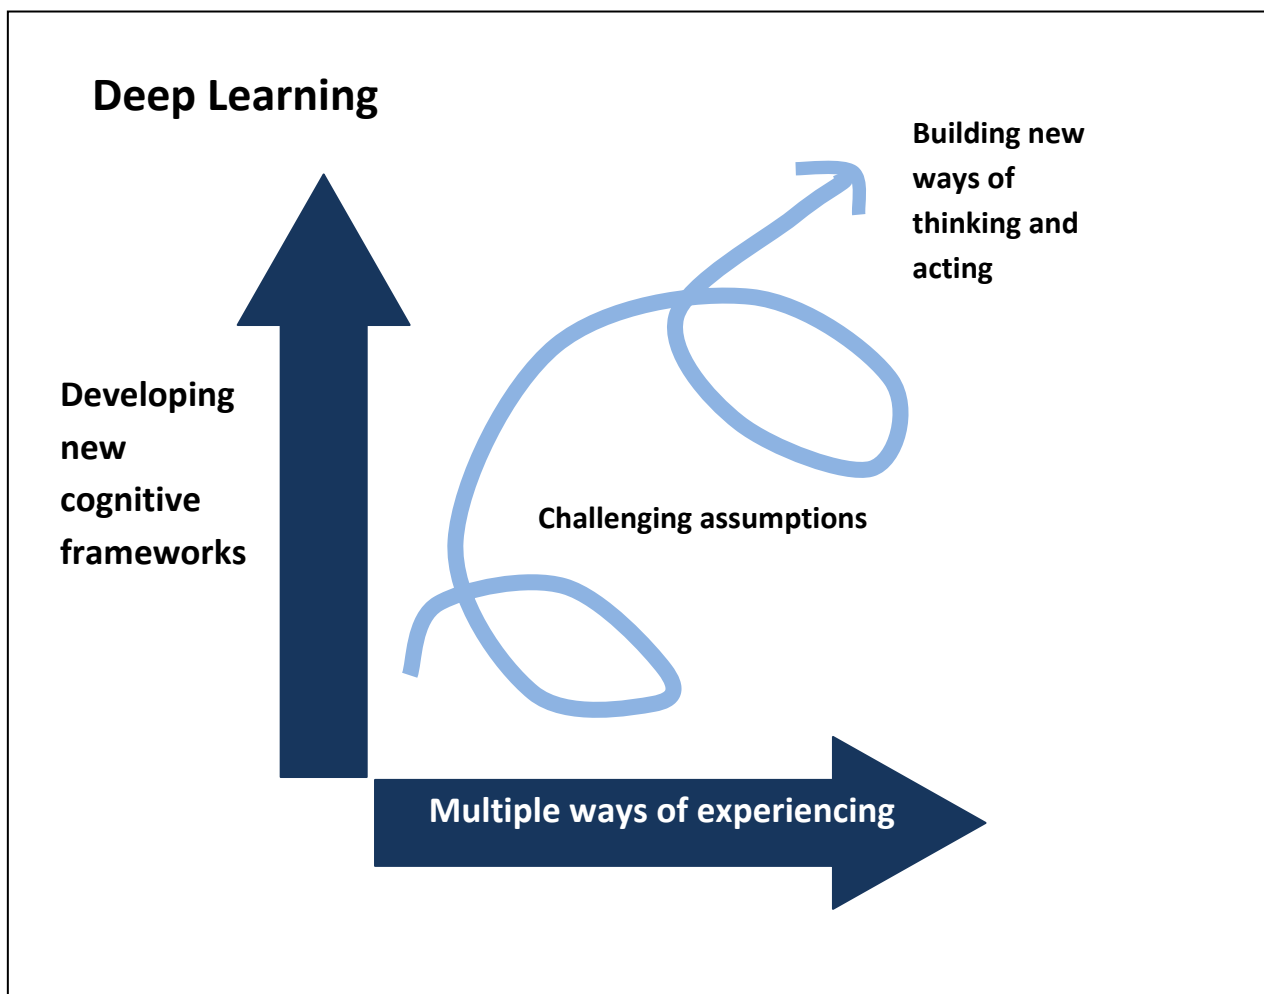 Deep Learning
Building new
ways of
thinking and
acting
Developing
new
cognitive
frameworks
Challenging assumptions
Multiple ways of experiencing